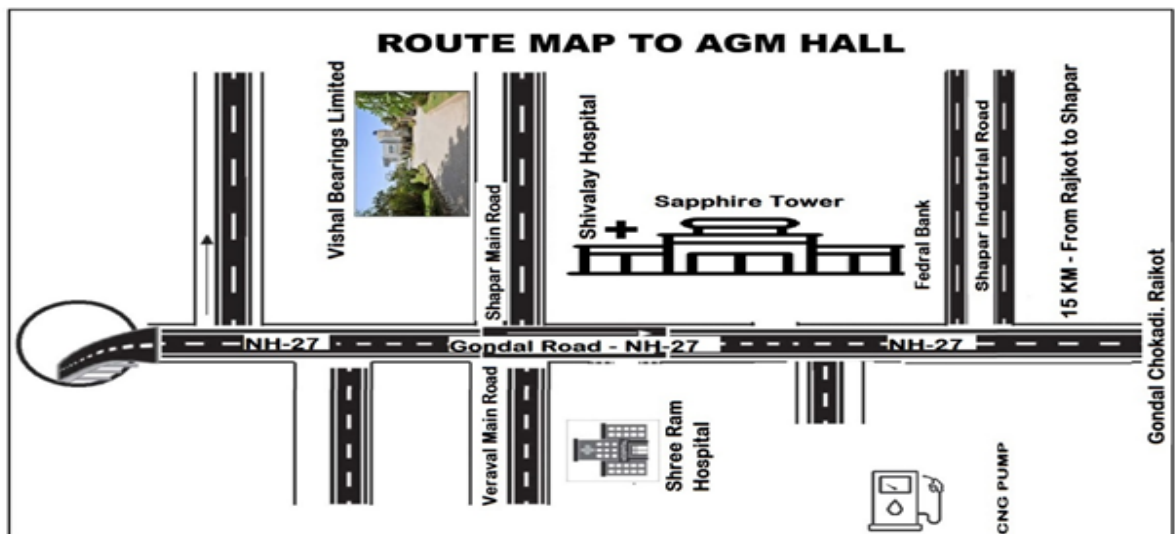 ROUTE MAP TO AGM HALL
Vishal Bearings Limited
Shapar Main Road
Shivalay Hospital
Sapphire Tower
Fedral Bank
Shapar Industrial Road
15 KM - From Rajkot to Shapar
Gondal Chokadi. Raikot
NH-27
Gondal Road - NH-27
NH-27
Veraval Main Road
Shree Ram
Hospital
CNG PUMP